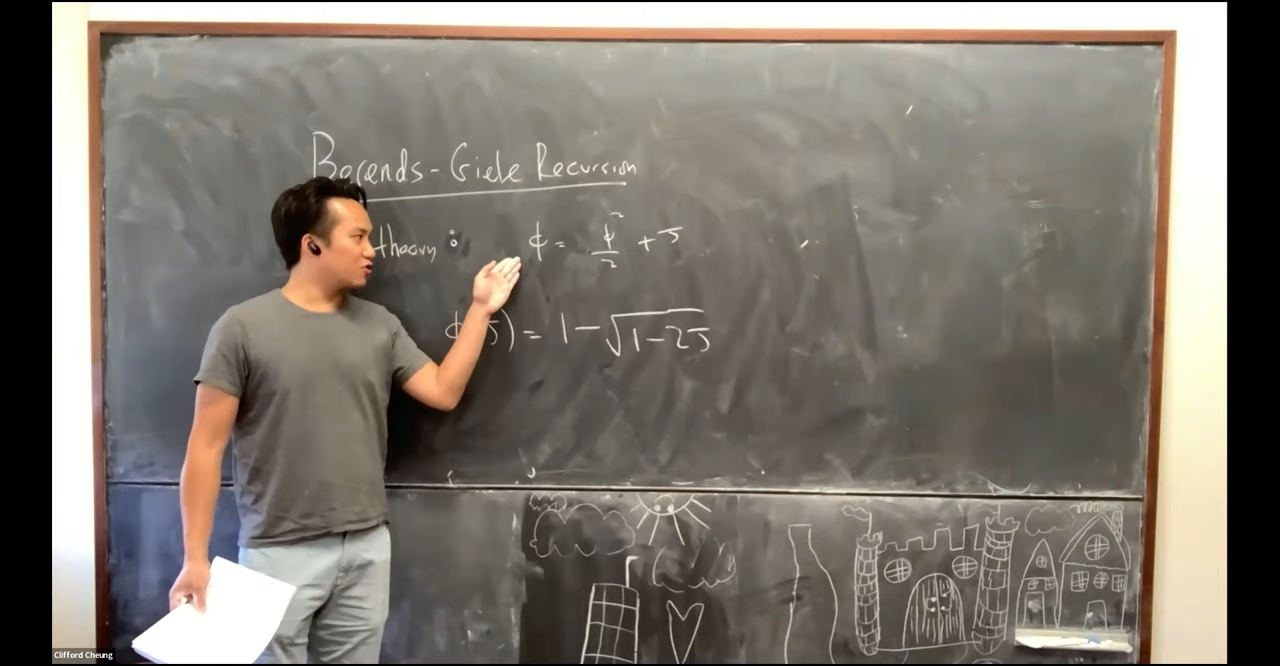 Berends-Giele Recursion
theory : ϕ = ϕ²/2 + J
ϕ(J) = 1 - √(1-2J)
Clifford Cheung